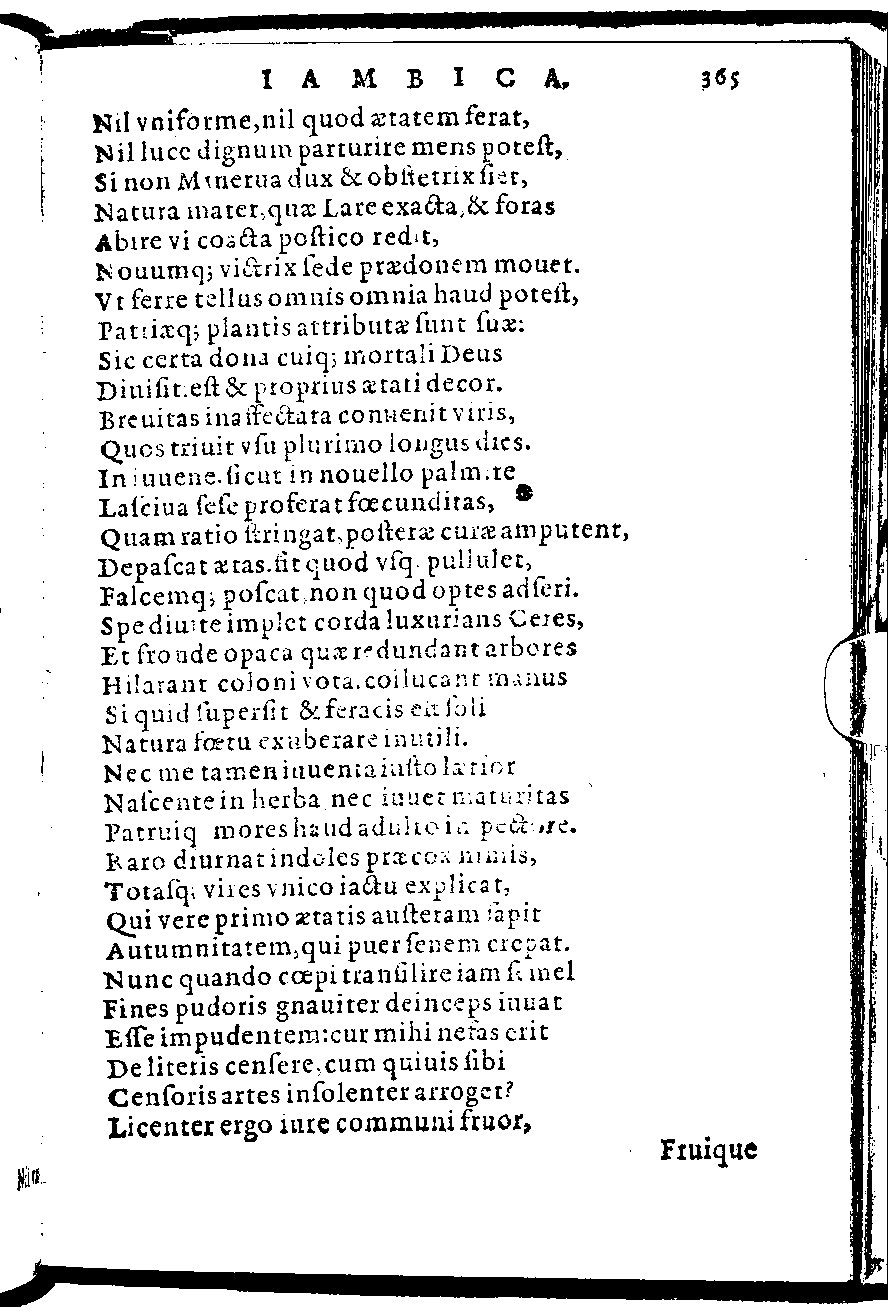 IAMBICA. 365
Nil vniforme, nil quod ætatem ferat,
Nil luce dignum parturire mens poteſt,
Si non Minerua dux & obſtetrix ſiet,
Natura mater, quæ Lare exacta, & foras
Abire vi coacta poſtico redit,
Nouumq; victrix ſede prædonem mouet.
Vt ferre tellus omnis omnia haud poteſt,
Patriæq; plantis attributæ ſunt ſuæ:
Sic certa dona cuiq; mortali Deus
Diuiſit. eſt & proprius ætati decor.
Breuitas inaffectata conuenit viris,
Quos triuit vſu plurimo longus dies.
In iuuene. ſicut in nouello palmite
Laſciua ſeſe proferat fœcunditas,
Quam ratio ſtringat, poſteræ curæ amputent,
Depaſcat ætas. ſit quod vſq. pullulet,
Falcemq; poſcat, non quod optes adſeri.
Spe diuite implet corda luxurians Ceres,
Et fronde opaca quæ redundant arbores
Hilarant coloni vota. collucant manus
Si quid ſuperſit & feracis eſt ſoli
Natura fœtu exuberare inutili.
Nec me tamen iuuenta iuſto lætior
Naſcente in herba nec iuuet maturitas
Patruiq mores haud adulto in pectore.
Raro diurnat indoles præcox nimis,
Totaſq; vires vnico iactu explicat,
Qui vere primo ætatis auſteram ſapit
Autumnitatem, qui puer ſenem crepat.
Nunc quando cœpi tranſilire iam ſemel
Fines pudoris gnauiter deinceps iuuat
Eſſe impudentem: cur mihi nefas erit
De literis cenſere, cum quiuis ſibi
Cenſoris artes inſolenter arroget?
Licenter ergo iure communi fruor,
Fruique